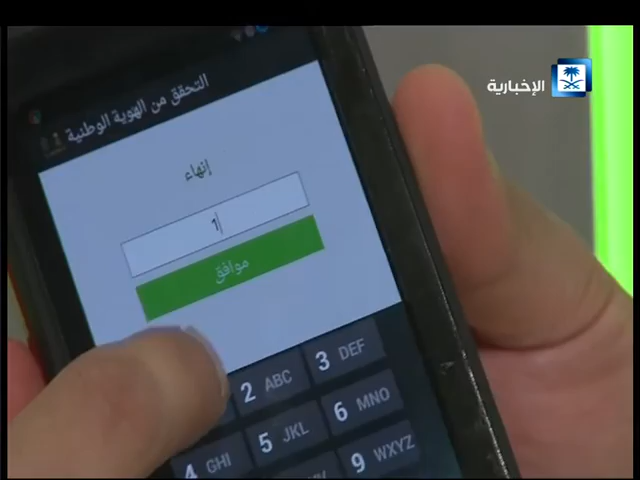 الإخبارية
التحقق من الهوية الوطنية
إنهاء
1
موافق
2 ABC
3 DEF
4 GHI
5 JKL
6 MNO
9 WXYZ